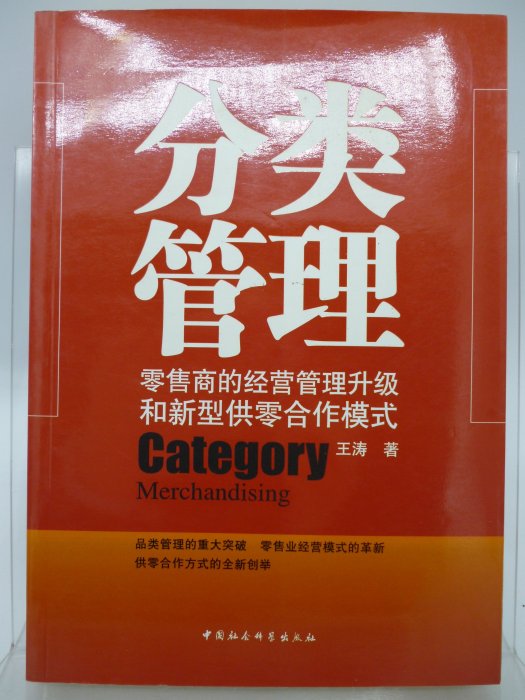 分类
管理
零售商的经营管理升级
和新型供零合作模式
Category 王涛 著
Merchandising
品类管理的重大突破 零售业经营模式的革新
供零合作方式的全新创举
中国社会科学出版社